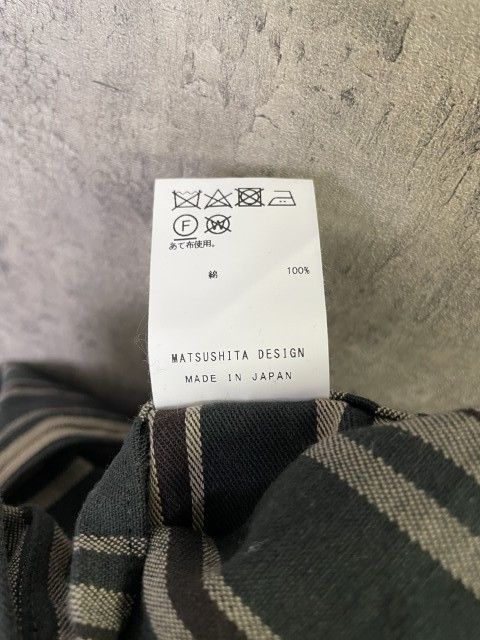 F W
あて布使用。
綿 100%
MATSUSHITA DESIGN
MADE IN JAPAN